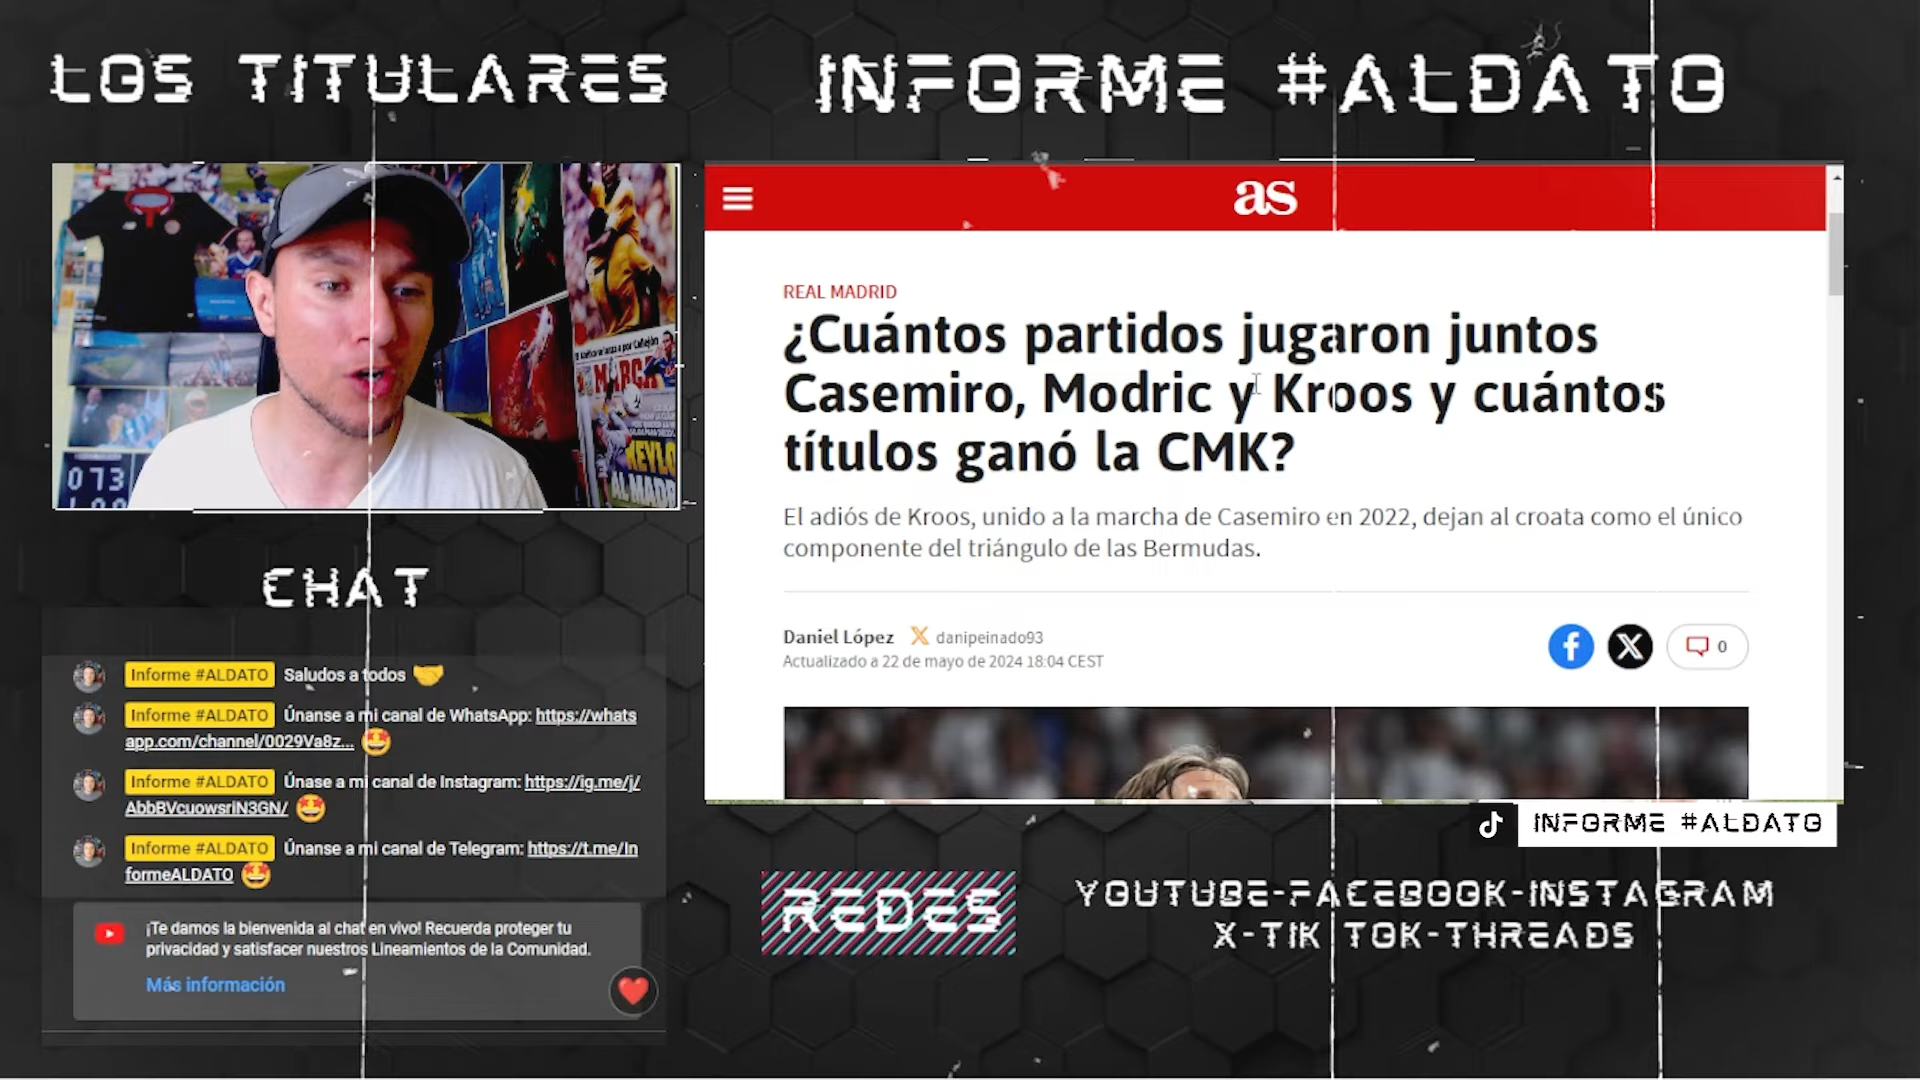 LOS TITULARES
INFORME #ALDATO
073
MARCA
KEYLO
AL MADR
as
REAL MADRID
¿Cuántos partidos jugaron juntos
Casemiro, Modric y Kroos y cuántos
títulos ganó la CMK?
El adiós de Kroos, unido a la marcha de Casemiro en 2022, dejan al croata como el único
componente del triángulo de las Bermudas.
Daniel López danipeinado93
Actualizado a 22 de mayo de 2024 18:04 CEST
0
CHAT
Informe #ALDATO Saludos a todos
Informe #ALDATO Únanse a mi canal de WhatsApp: https://whats
app.com/channel/0029Va8z...
Informe #ALDATO Únase a mi canal de Instagram: https://ig.me/j/
AbbBVcuowsriN3GN/
Informe #ALDATO Únanse a mi canal de Telegram: https://t.me/In
formeALDATO
¡Te damos la bienvenida al chat en vivo! Recuerda proteger tu
privacidad y satisfacer nuestros Lineamientos de la Comunidad.
Más información
INFORME #ALDATO
REDES
YOUTUBE-FACEBOOK-INSTAGRAM
X-TIK TOK-THREADS